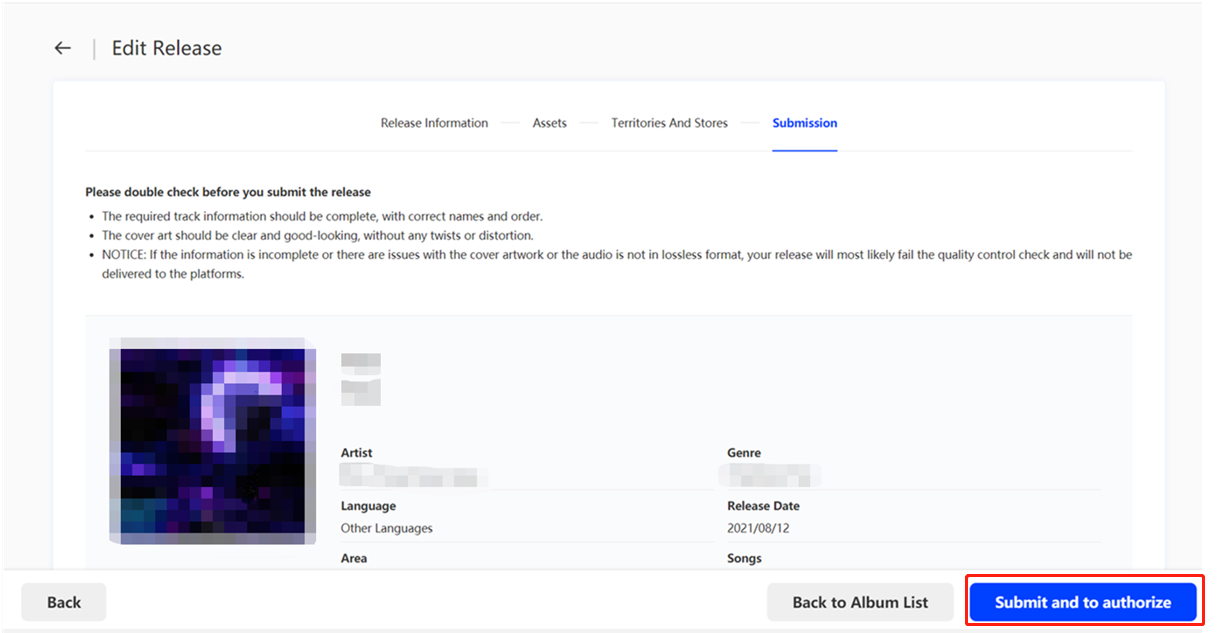 Edit Release
Release Information
Assets
Territories And Stores
Submission
Please double check before you submit the release
• The required track information should be complete, with correct names and order.
• The cover art should be clear and good-looking, without any twists or distortion.
• NOTICE: If the information is incomplete or there are issues with the cover artwork or the audio is not in lossless format, your release will most likely fail the quality control check and will not be
delivered to the platforms.
Artist
Genre
Language
Release Date
Other Languages
2021/08/12
Area
Songs
Back
Back to Album List
Submit and to authorize